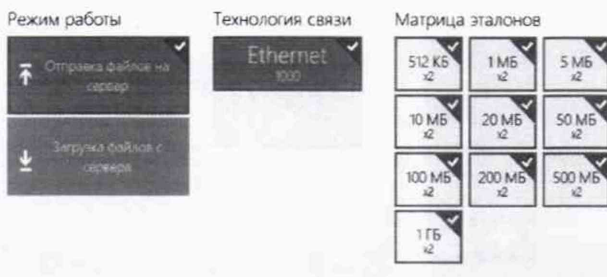 Режим работы
Отправка файлов на
сервер
Загрузка файлов с
сервера
Технология связи
Ethernet
1000
Матрица эталонов
512 КБ
x2
1 МБ
x2
5 МБ
x2
10 МБ
x2
20 МБ
x2
50 МБ
x2
100 МБ
x2
200 МБ
x2
500 МБ
x2
1 ГБ
x2